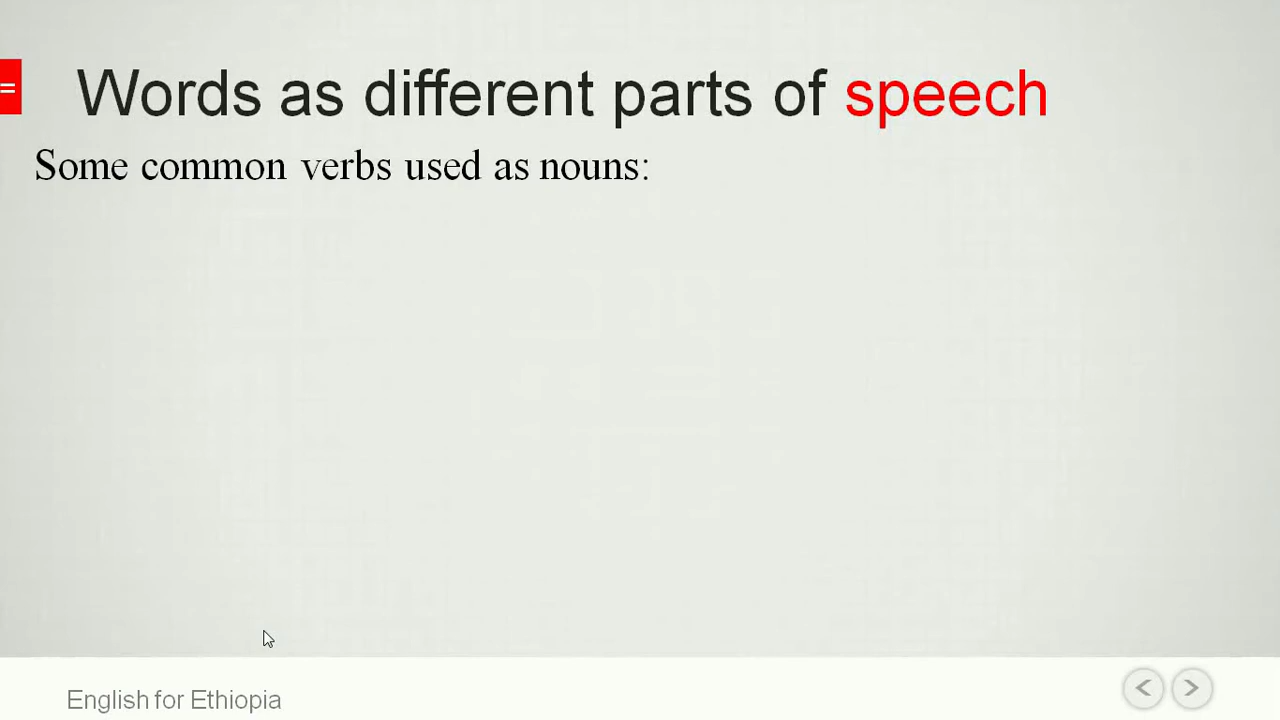 =
Words as different parts of speech
Some common verbs used as nouns:
English for Ethiopia